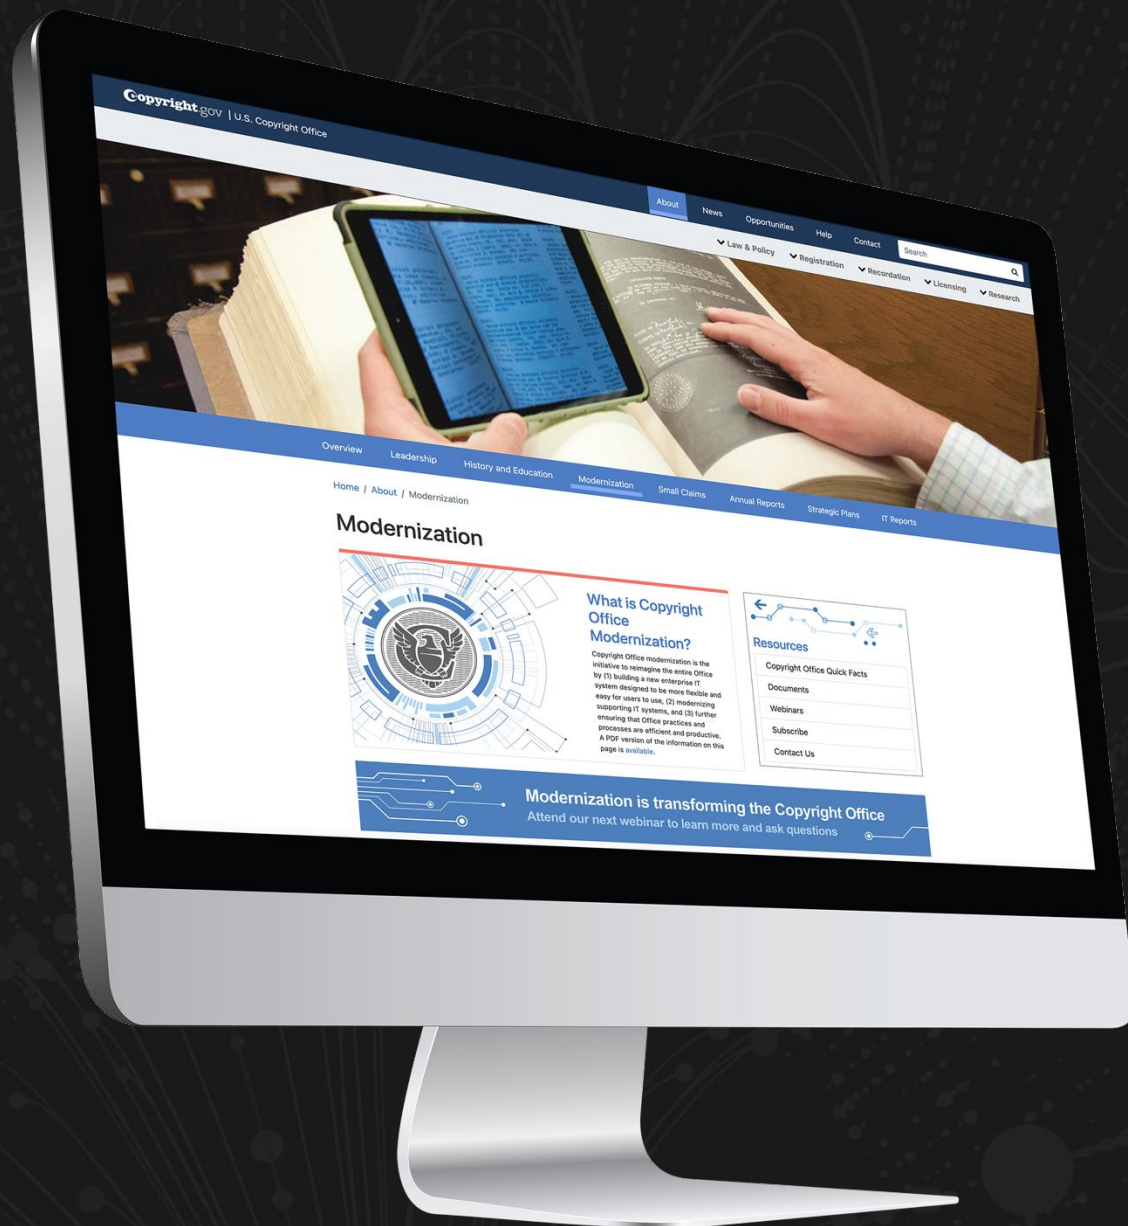 Copyright.gov | U.S. Copyright Office
About News Opportunities Help Contact Search
Law & Policy Registration Recordation Licensing Research
Overview Leadership History and Education Modernization Small Claims Annual Reports Strategic Plans IT Reports
Home / About / Modernization
Modernization
What is Copyright
Office
Modernization?
Copyright Office modernization is the
initiative to reimagine the entire Office
by (1) building a new enterprise IT
system designed to be more flexible and
easy for users to use, (2) modernizing
supporting IT systems, and (3) further
ensuring that Office practices and
processes are efficient and productive.
A PDF version of the information on this
page is available.
Resources
Copyright Office Quick Facts
Documents
Webinars
Subscribe
Contact Us
Modernization is transforming the Copyright Office
Attend our next webinar to learn more and ask questions